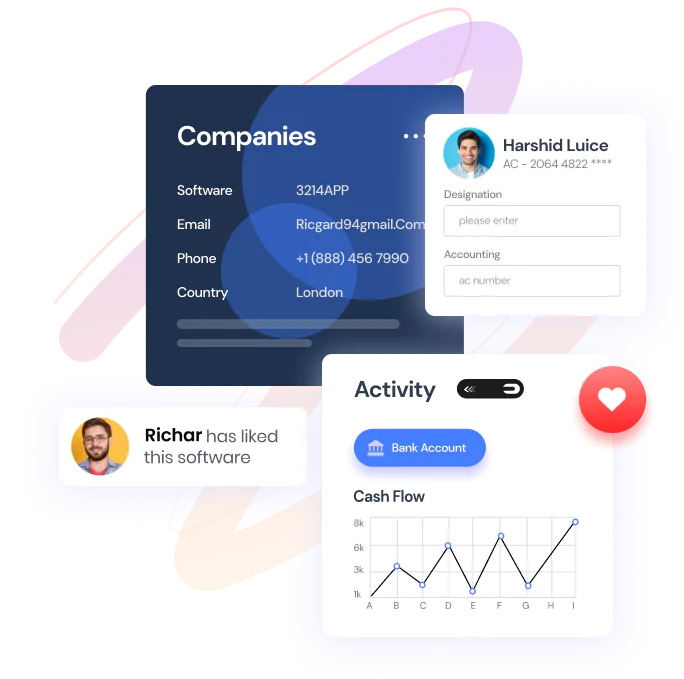 Companies
Software 3214APP
Email Ricgard94gmail.Com
Phone +1 (888) 456 7990
Country London
Harshid Luice
AC - 2064 4822 ****
Designation
please enter
Accounting
ac number
Richar has liked
this software
Activity
Bank Account
Cash Flow
8k
6k
3k
1k
A B C D E F G H I